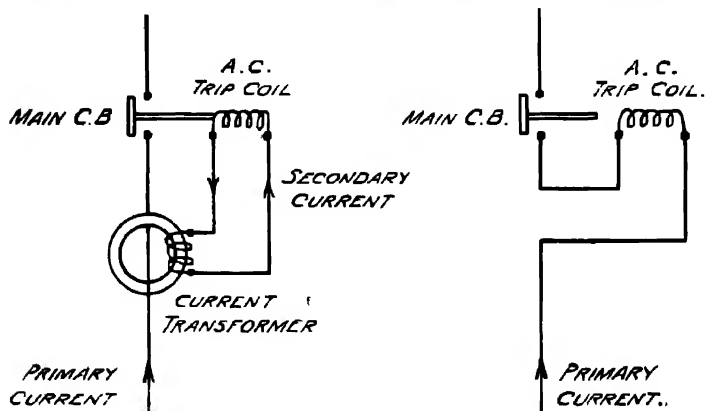 A.C.
TRIP COIL
MAIN C.B
SECONDARY
CURRENT
CURRENT
TRANSFORMER
PRIMARY
CURRENT
A.C.
TRIP COIL.
MAIN C.B.
PRIMARY
CURRENT..